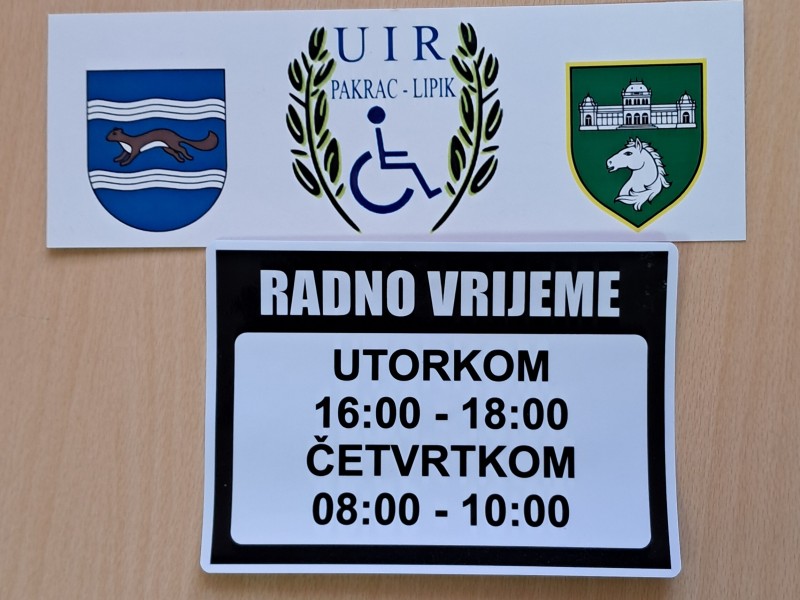 UIR
PAKRAC - LIPIK
RADNO VRIJEME
UTORKOM
16:00 - 18:00
ČETVRTKOM
08:00 - 10:00